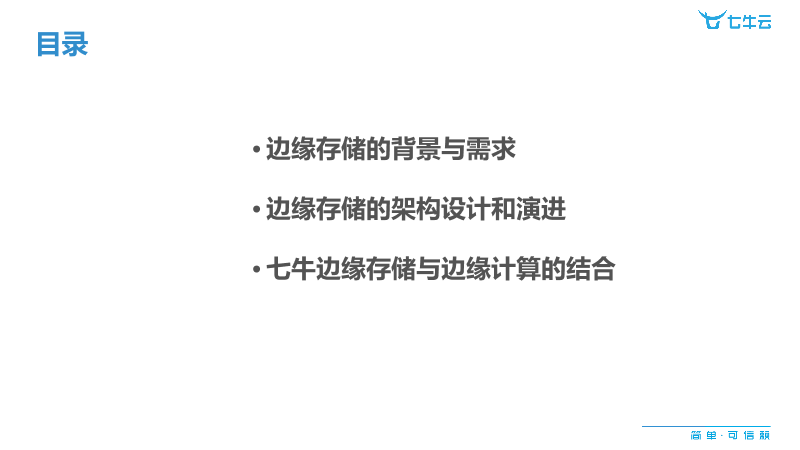 七牛云
目录
• 边缘存储的背景与需求
• 边缘存储的架构设计和演进
• 七牛边缘存储与边缘计算的结合
简单·可信赖